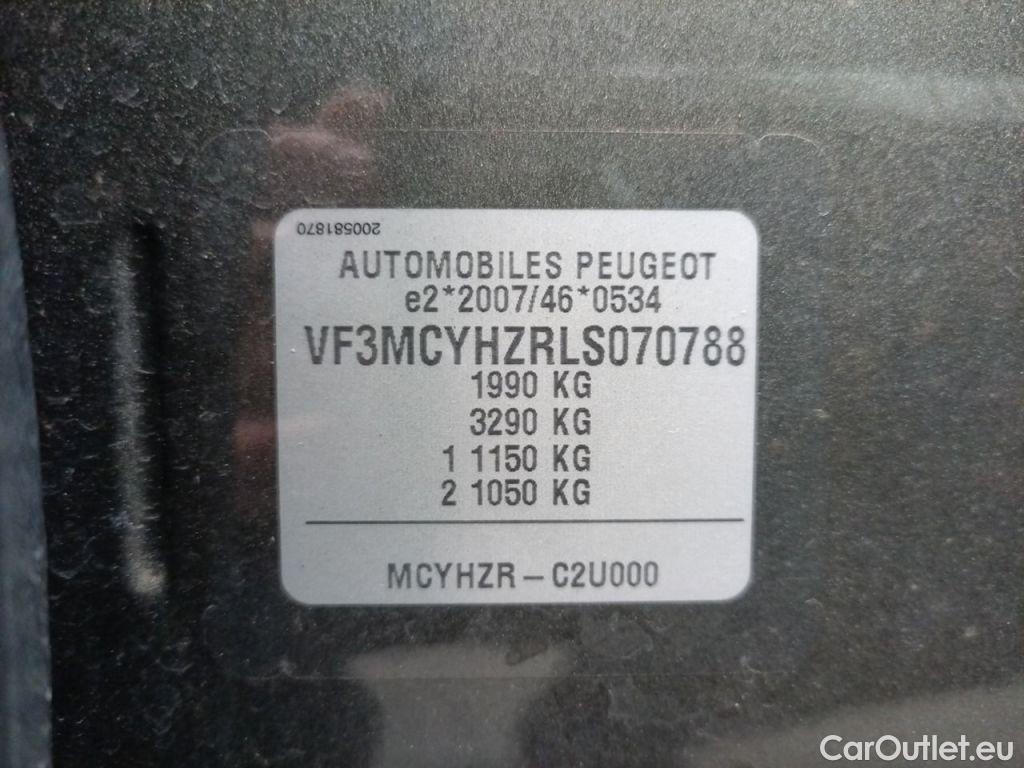 200581870
AUTOMOBILES PEUGEOT
e2*2007/46*0534
VF3MCYHZRLS070788
1990 KG
3290 KG
1 1150 KG
2 1050 KG
MCYHZR – C2U000
CarOutlet.eu